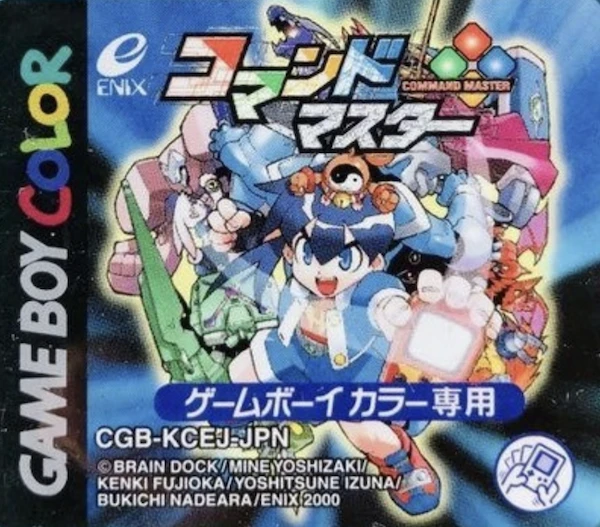 GAME BOY COLOR
ENIX
コマンド
マスター
COMMAND MASTER
ゲームボーイカラー専用
CGB-KCEJ-JPN
©BRAIN DOCK/MINE YOSHIZAKI/
KENKI FUJIOKA/YOSHITSUNE IZUNA/
BUKICHI NADEARA/ENIX 2000